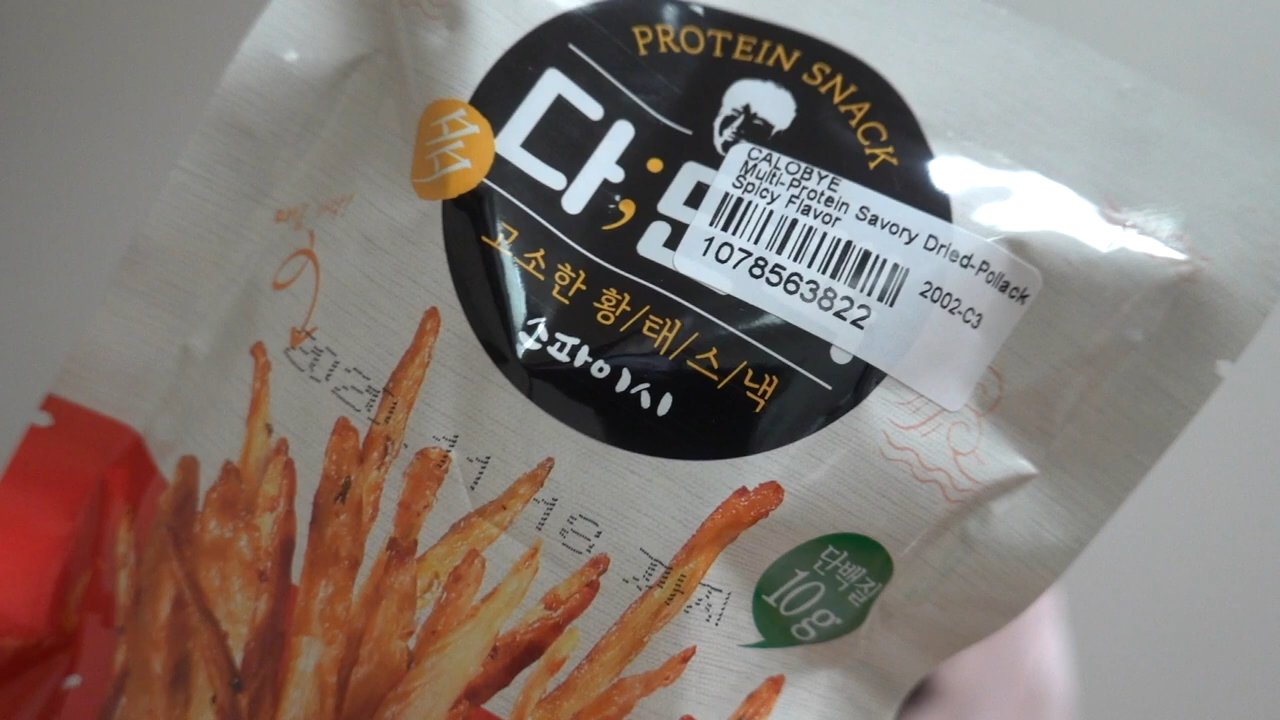 PROTEIN SNACK
다;
고소한 황/태/스/낵
스파이시
CALOBYE
Multi-Protein Savory Dried-Pollack
Spicy Flavor
1078563822
2002-C3
단백질
10g